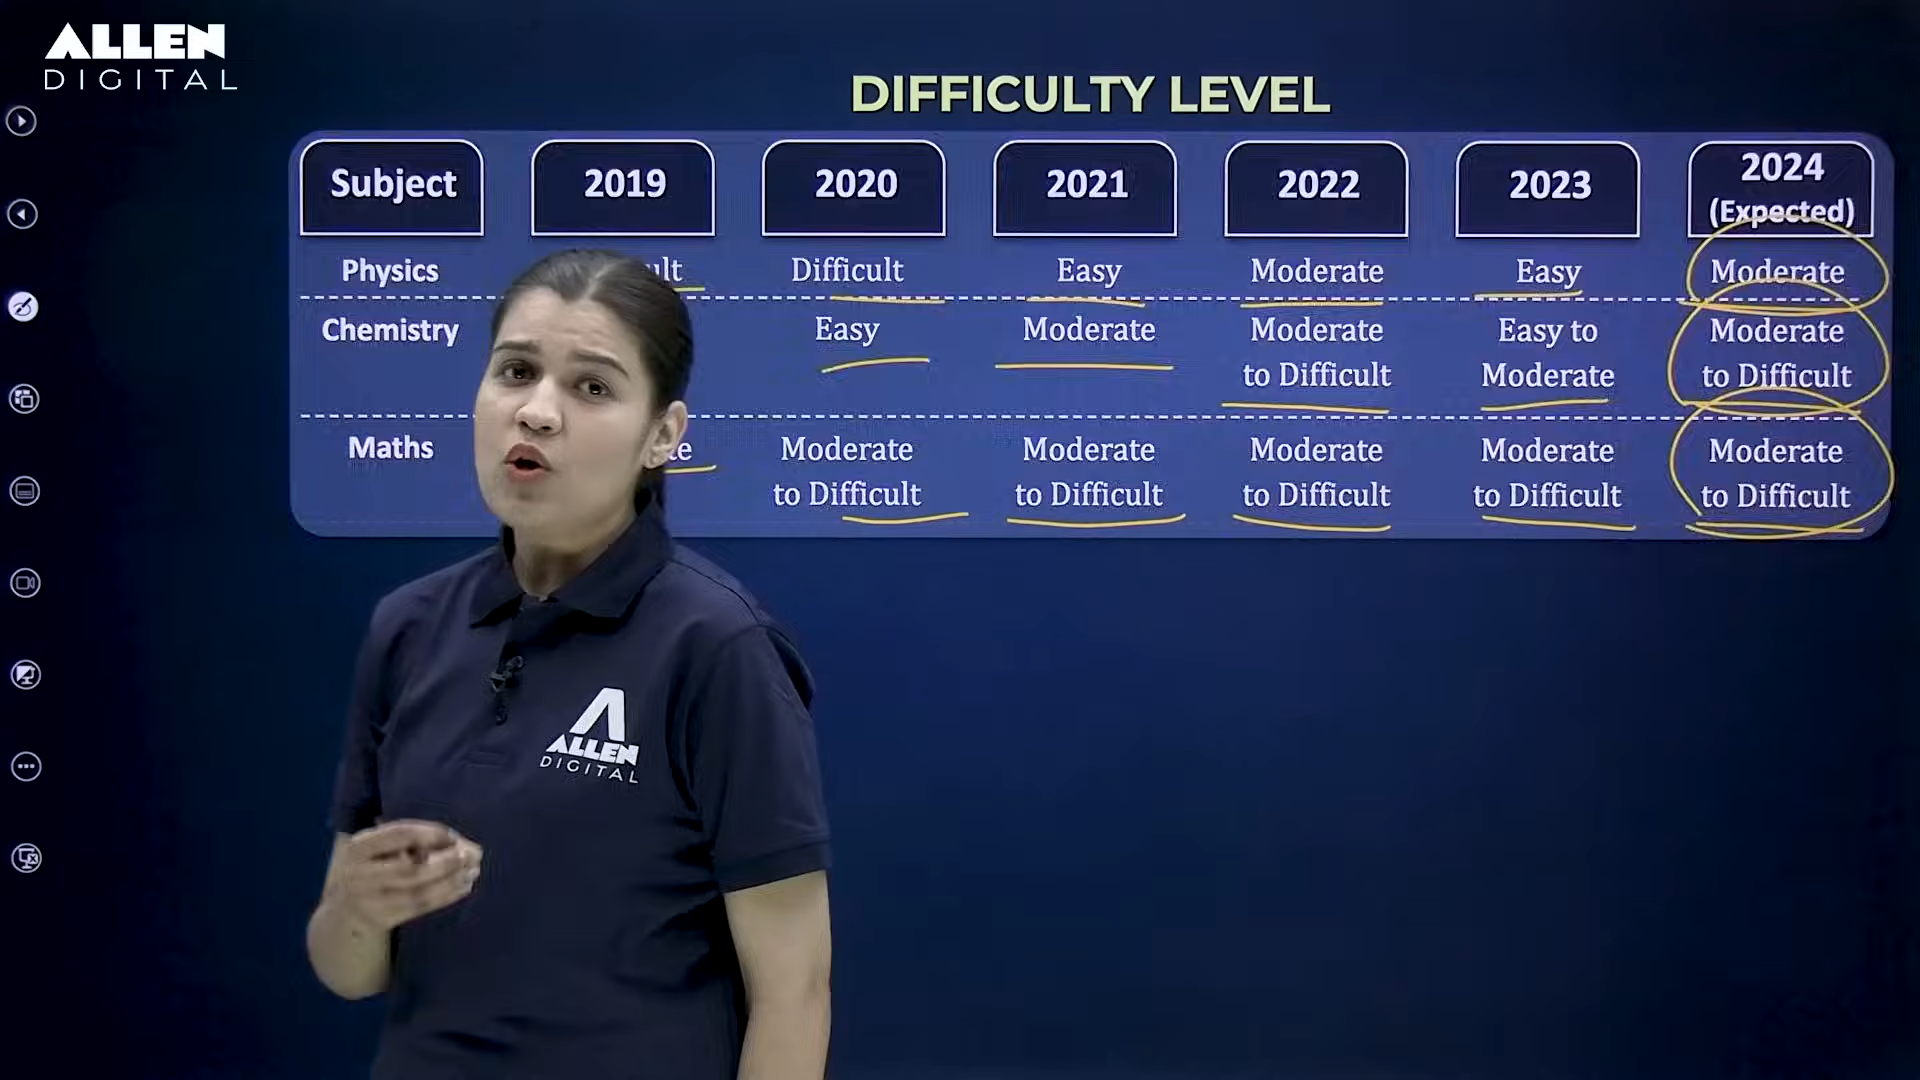 ALLEN
DIGITAL
DIFFICULTY LEVEL
Subject 2019 2020 2021 2022 2023 2024
(Expected)
Physics Difficult Easy Moderate Easy Moderate
Chemistry Easy Moderate Moderate Easy to Moderate
to Difficult Moderate to Difficult
Maths Moderate Moderate Moderate Moderate Moderate
to Difficult to Difficult to Difficult to Difficult to Difficult
ALLEN
DIGITAL